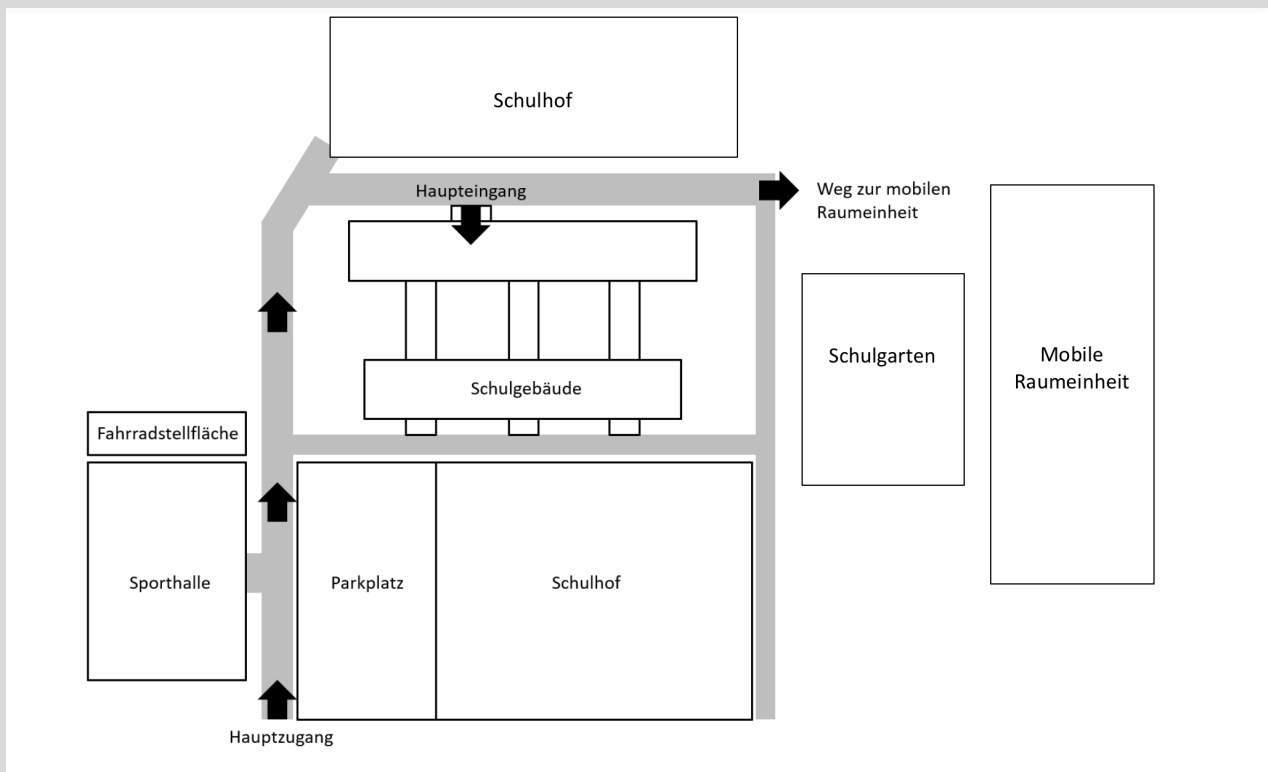 Schulhof
Haupteingang
Weg zur mobilen
Raumeinheit
Schulgarten
Mobile
Raumeinheit
Schulgebäude
Fahrradstellfläche
Sporthalle
Parkplatz
Schulhof
Hauptzugang